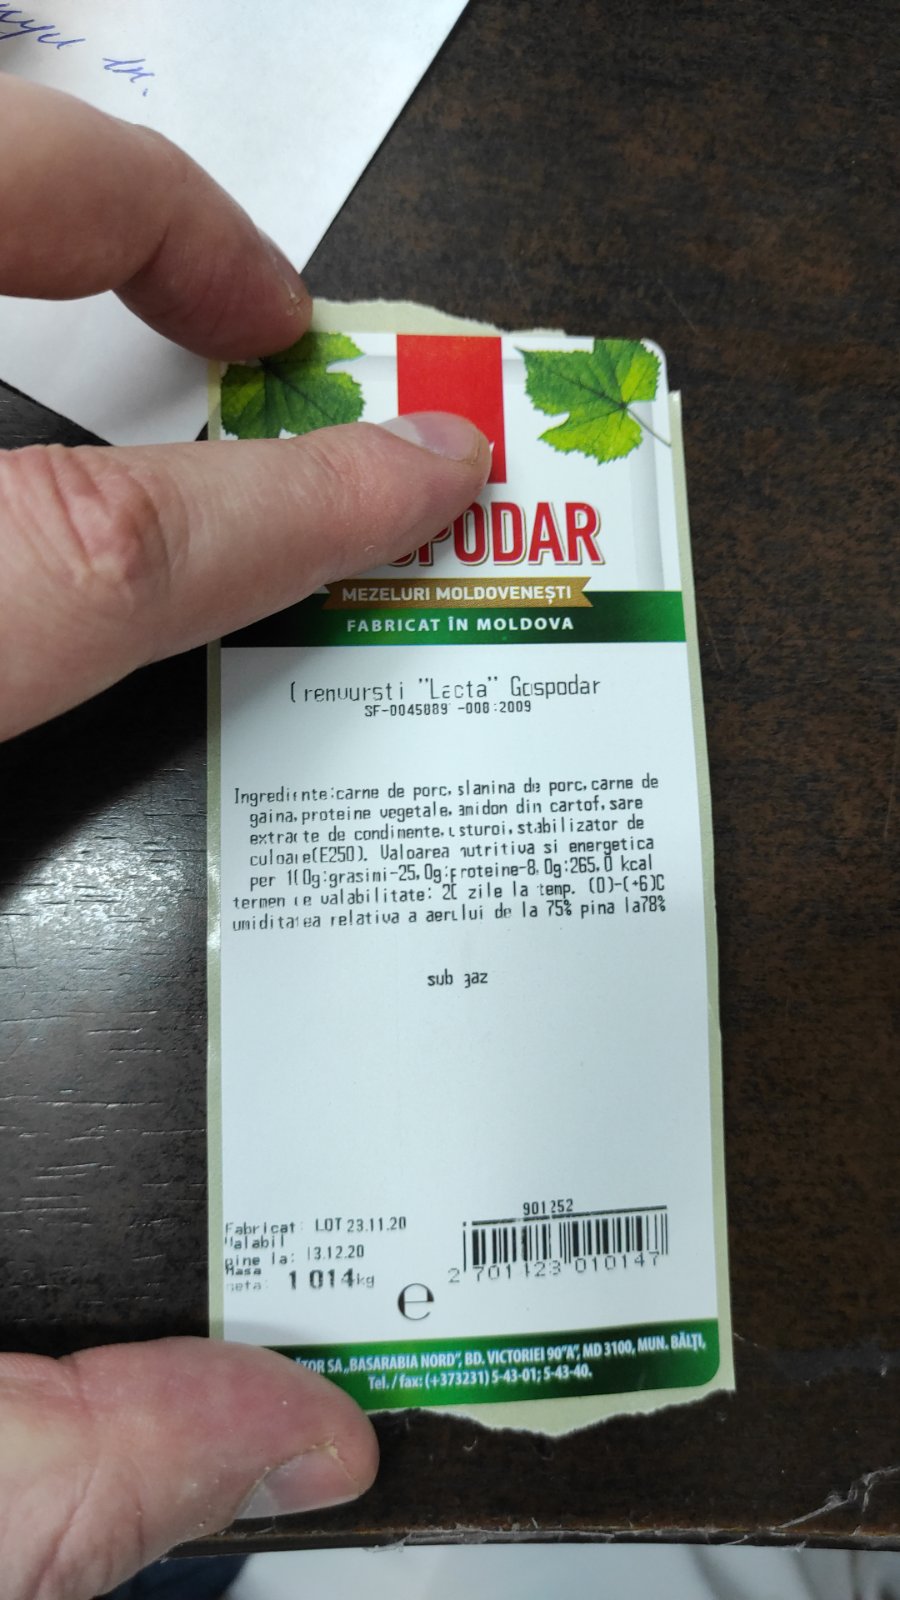 GOSPODAR
MEZELURI MOLDOVENEȘTI
FABRICAT ÎN MOLDOVA
Crenvursti "Lacta" Gospodar
SF-0045889 -008:2009
Ingrediente:carne de porc, slanina de porc, carne de
gaina, proteine vegetale, amidon din cartof, sare
extracte de condimente, usturoi, stabilizator de
culoare(E250). Valoarea nutritiva si energetica
per 100g:grasimi-25,0g:proteine-8,0g:265,0 kcal
termen de valabilitate: 20 zile la temp. (0)-(+6)C
umiditatea relativa a aerului de la 75% pina la78%
sub gaz
901252
Fabricat: LOT 23.11.20
Valabil
pine la: 13.12.20
Masa
neta: 1 014kg
e
2 701123 010147
SA „BASARABIA NORD”, BD. VICTORIEI 90"A", MD 3100, MUN. BĂLȚI,
Tel./fax: (+373231) 5-43-01; 5-43-40.